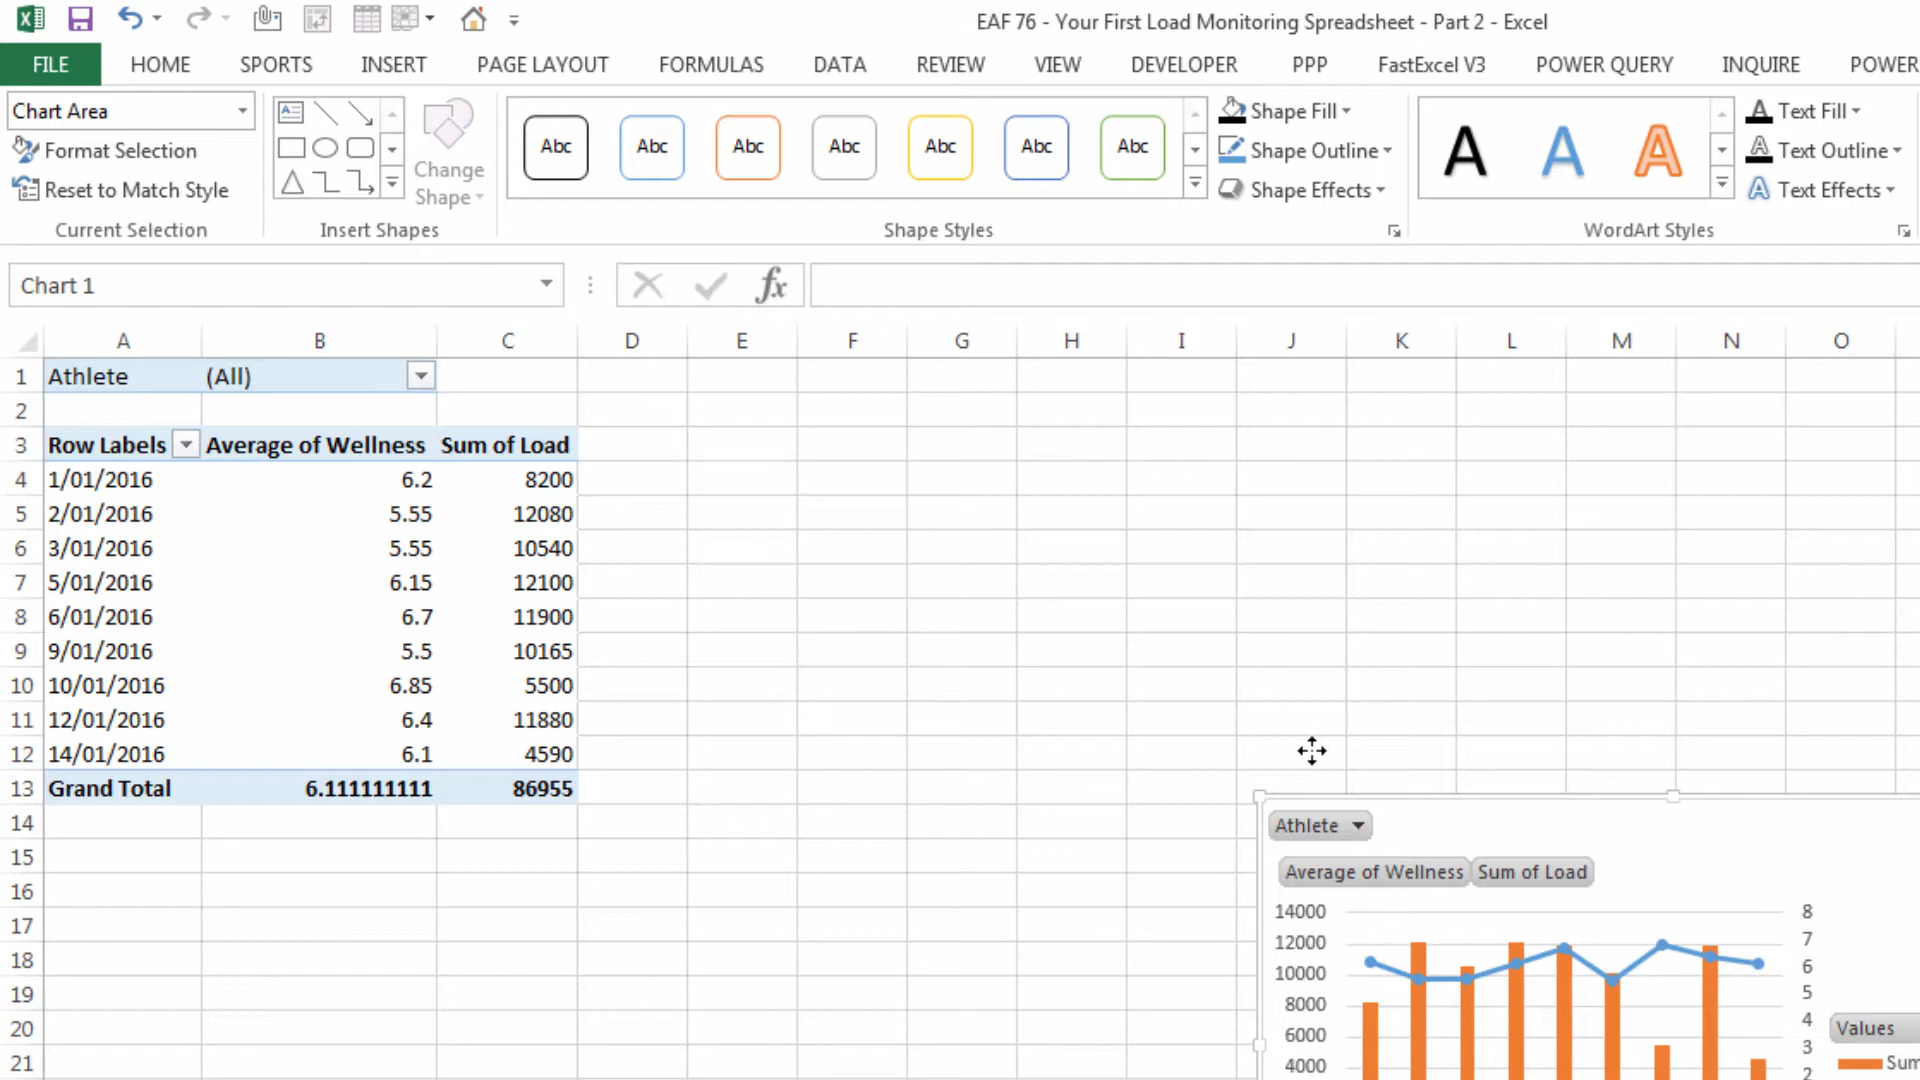 EAF 76 - Your First Load Monitoring Spreadsheet - Part 2 - Excel
FILE HOME SPORTS INSERT PAGE LAYOUT FORMULAS DATA REVIEW VIEW DEVELOPER PPP FastExcel V3 POWER QUERY INQUIRE POWER
Chart Area
Format Selection
Reset to Match Style
Current Selection
Change
Shape
Insert Shapes
Abc Abc Abc Abc Abc Abc Abc
Shape Styles
Shape Fill
Shape Outline
Shape Effects
A A A
WordArt Styles
Text Fill
Text Outline
Text Effects
Chart 1
fx
A B C D E F G H I J K L M N O
1 Athlete (All)
2
3 Row Labels Average of Wellness Sum of Load
4 1/01/2016 6.2 8200
5 2/01/2016 5.55 12080
6 3/01/2016 5.55 10540
7 5/01/2016 6.15 12100
8 6/01/2016 6.7 11900
9 9/01/2016 5.5 10165
10 10/01/2016 6.85 5500
11 12/01/2016 6.4 11880
12 14/01/2016 6.1 4590
13 Grand Total 6.111111111 86955
14
15
16
17
18
19
20
21
Athlete
Average of Wellness Sum of Load
14000 8
12000 7
10000 6
8000 5
6000 4
4000 3
2
Values
Sum